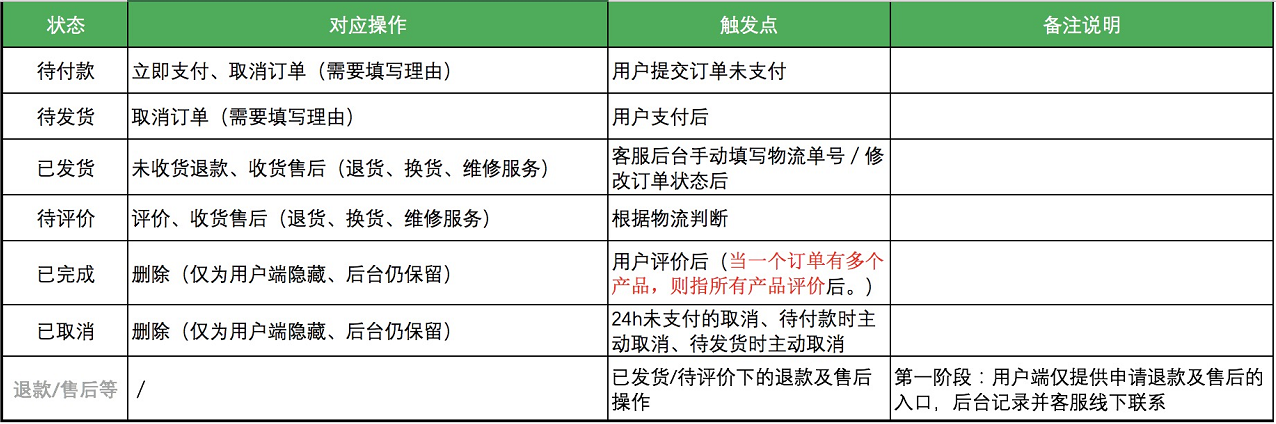 状态 对应操作 触发点 备注说明
待付款 立即支付、取消订单（需要填写理由） 用户提交订单未支付
待发货 取消订单（需要填写理由） 用户支付后
已发货 未收货退款、收货售后（退货、换货、维修服务） 客服后台手动填写物流单号／修
改订单状态后
待评价 评价、收货售后（退货、换货、维修服务） 根据物流判断
已完成 删除（仅为用户端隐藏、后台仍保留） 用户评价后（当一个订单有多个
产品，则指所有产品评价后。）
已取消 删除（仅为用户端隐藏、后台仍保留） 24h未支付的取消、待付款时主
动取消、待发货时主动取消
退款/售后等 / 已发货/待评价下的退款及售后
操作
第一阶段：用户端仅提供申请退款及售后的
入口，后台记录并客服线下联系